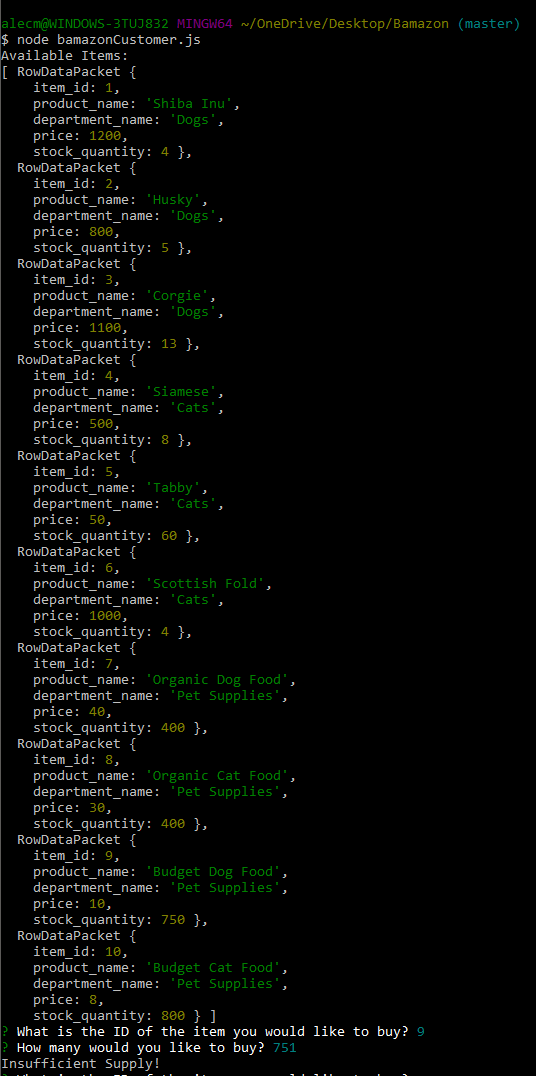 alecm@WINDOWS-3TUJ832 MINGW64 ~/OneDrive/Desktop/Bamazon (master)
$ node bamazonCustomer.js
Available Items:
[ RowDataPacket {
    item_id: 1,
    product_name: 'Shiba Inu',
    department_name: 'Dogs',
    price: 1200,
    stock_quantity: 4 },
  RowDataPacket {
    item_id: 2,
    product_name: 'Husky',
    department_name: 'Dogs',
    price: 800,
    stock_quantity: 5 },
  RowDataPacket {
    item_id: 3,
    product_name: 'Corgie',
    department_name: 'Dogs',
    price: 1100,
    stock_quantity: 13 },
  RowDataPacket {
    item_id: 4,
    product_name: 'Siamese',
    department_name: 'Cats',
    price: 500,
    stock_quantity: 8 },
  RowDataPacket {
    item_id: 5,
    product_name: 'Tabby',
    department_name: 'Cats',
    price: 50,
    stock_quantity: 60 },
  RowDataPacket {
    item_id: 6,
    product_name: 'Scottish Fold',
    department_name: 'Cats',
    price: 1000,
    stock_quantity: 4 },
  RowDataPacket {
    item_id: 7,
    product_name: 'Organic Dog Food',
    department_name: 'Pet Supplies',
    price: 40,
    stock_quantity: 400 },
  RowDataPacket {
    item_id: 8,
    product_name: 'Organic Cat Food',
    department_name: 'Pet Supplies',
    price: 30,
    stock_quantity: 400 },
  RowDataPacket {
    item_id: 9,
    product_name: 'Budget Dog Food',
    department_name: 'Pet Supplies',
    price: 10,
    stock_quantity: 750 },
  RowDataPacket {
    item_id: 10,
    product_name: 'Budget Cat Food',
    department_name: 'Pet Supplies',
    price: 8,
    stock_quantity: 800 } ]
? What is the ID of the item you would like to buy? 9
? How many would you like to buy? 751
Insufficient Supply!